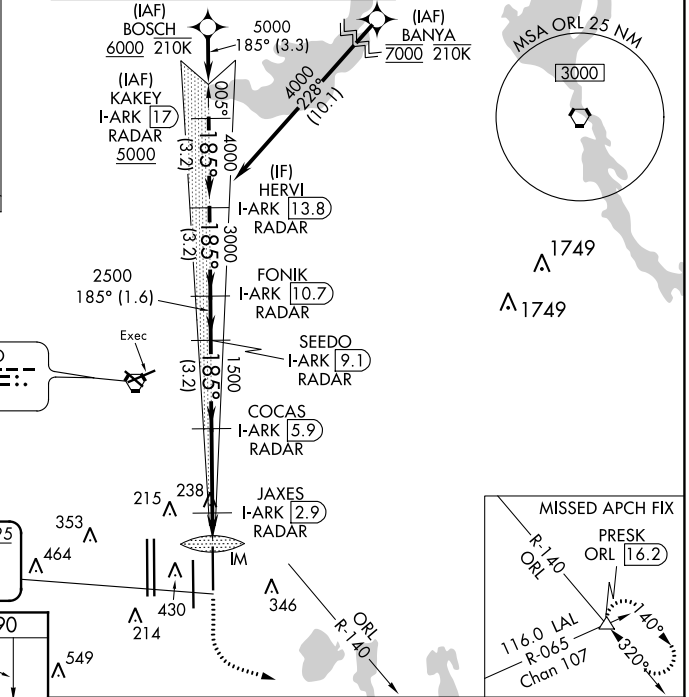 (IAF)
BOSCH
6000 210K
5000
185° (3.3)
(IAF)
BANYA
7000 210K
4000
228°
(10.1)
MSA ORL 25 NM
3000
(IAF)
KAKEY
I-ARK 17
RADAR
5000
005°
185°
4000
(3.2)
(IF)
HERVI
I-ARK 13.8
RADAR
185°
3000
(3.2)
2500
185° (1.6)
FONIK
I-ARK 10.7
RADAR
1749
1749
SEEDO
I-ARK 9.1
RADAR
185°
1500
(3.2)
Exec
COCAS
I-ARK 5.9
RADAR
215
238
JAXES
I-ARK 2.9
RADAR
IM
353
464
430
346
214
549
90
ORL
R-140
MISSED APCH FIX
PRESK
ORL 16.2
R-140
ORL
116.0 LAL
R-065
Chan 107
140°
320°